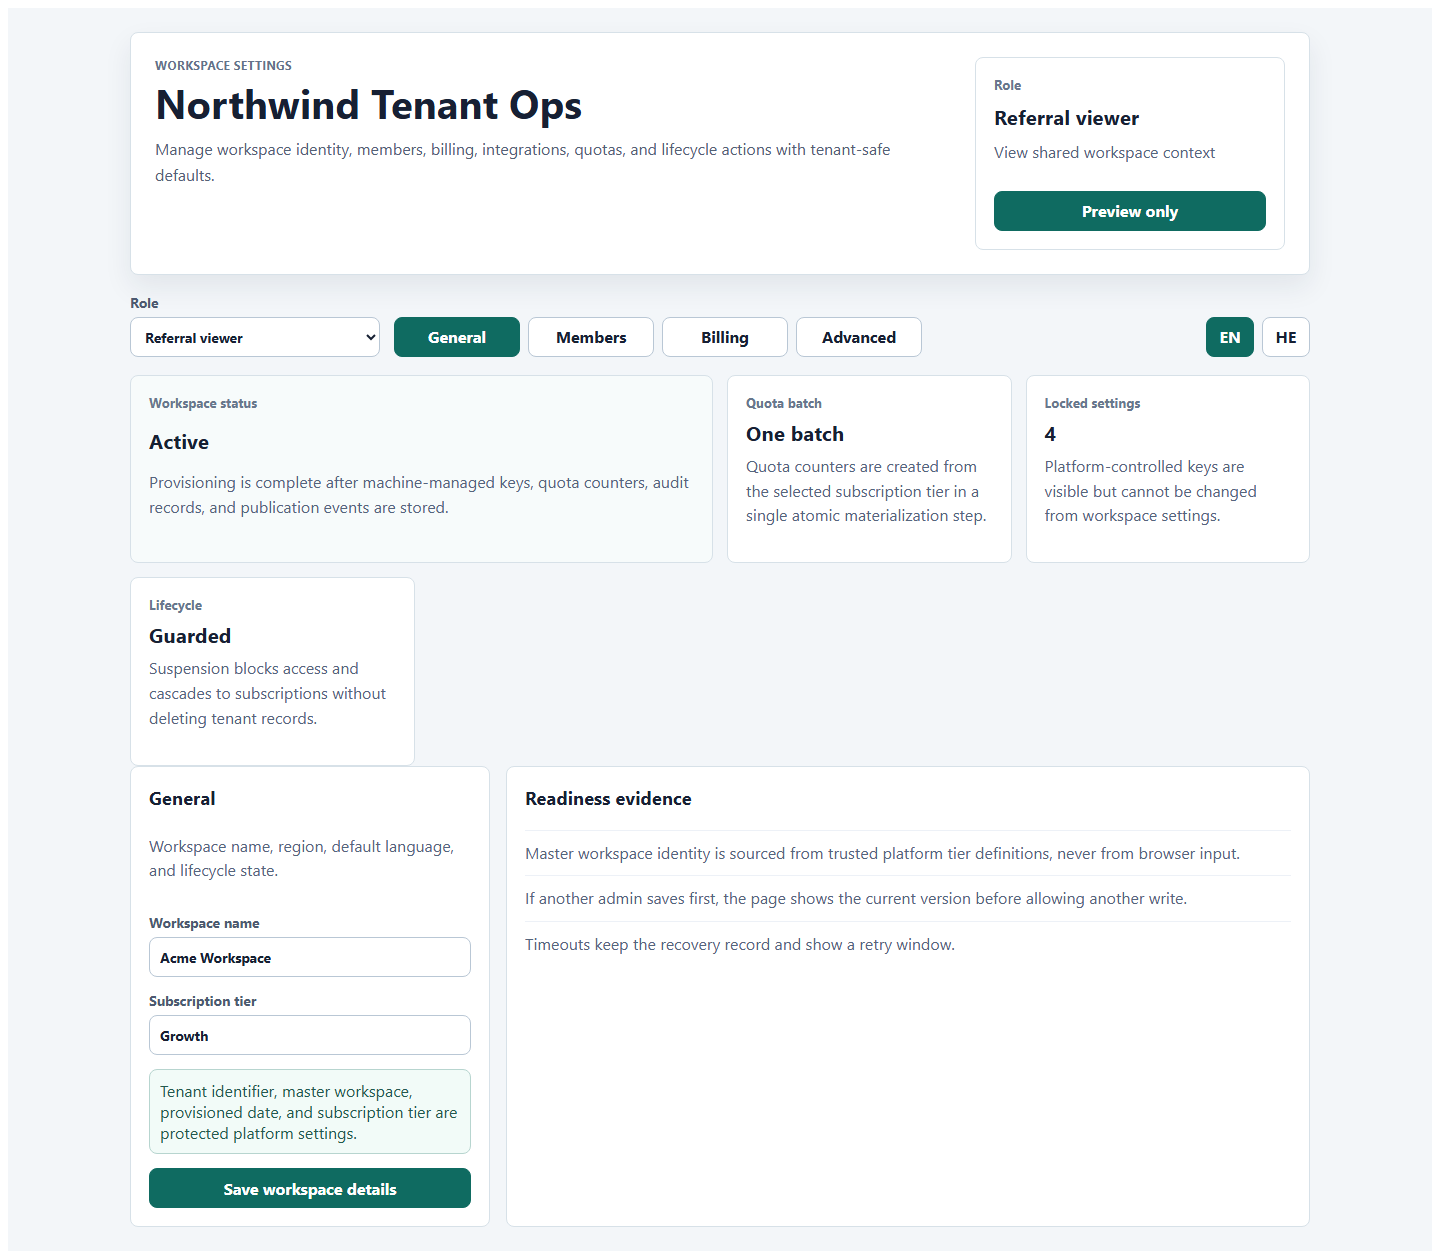 WORKSPACE SETTINGS
Northwind Tenant Ops
Manage workspace identity, members, billing, integrations, quotas, and lifecycle actions with tenant-safe
defaults.
Role
Referral viewer
View shared workspace context
Preview only
Role
Referral viewer
General
Members
Billing
Advanced
EN
HE
Workspace status
Active
Provisioning is complete after machine-managed keys, quota counters, audit
records, and publication events are stored.
Quota batch
One batch
Quota counters are created from
the selected subscription tier in a
single atomic materialization step.
Locked settings
4
Platform-controlled keys are
visible but cannot be changed
from workspace settings.
Lifecycle
Guarded
Suspension blocks access and
cascades to subscriptions without
deleting tenant records.
General
Workspace name, region, default language,
and lifecycle state.
Workspace name
Acme Workspace
Subscription tier
Growth
Tenant identifier, master workspace,
provisioned date, and subscription tier are
protected platform settings.
Save workspace details
Readiness evidence
Master workspace identity is sourced from trusted platform tier definitions, never from browser input.
If another admin saves first, the page shows the current version before allowing another write.
Timeouts keep the recovery record and show a retry window.